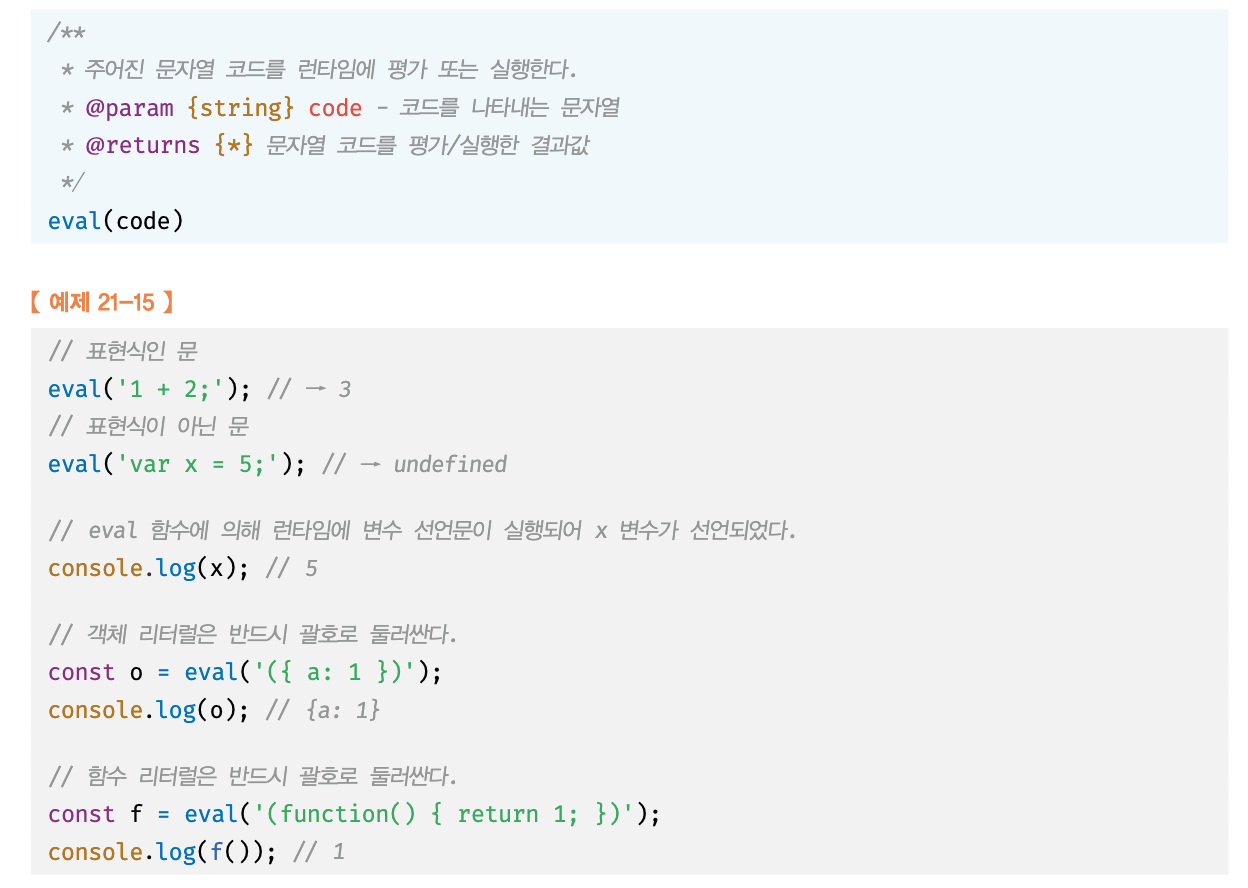 /**
 * 주어진 문자열 코드를 런타임에 평가 또는 실행한다.
 * @param {string} code - 코드를 나타내는 문자열
 * @returns {*} 문자열 코드를 평가/실행한 결과값
 */
eval(code)
【 예제 21-15 】
// 표현식인 문
eval('1 + 2;'); // → 3
// 표현식이 아닌 문
eval('var x = 5;'); // → undefined
// eval 함수에 의해 런타임에 변수 선언문이 실행되어 x 변수가 선언되었다.
console.log(x); // 5
// 객체 리터럴은 반드시 괄호로 둘러싼다.
const o = eval('({ a: 1 })');
console.log(o); // {a: 1}
// 함수 리터럴은 반드시 괄호로 둘러싼다.
const f = eval('(function() { return 1; })');
console.log(f()); // 1